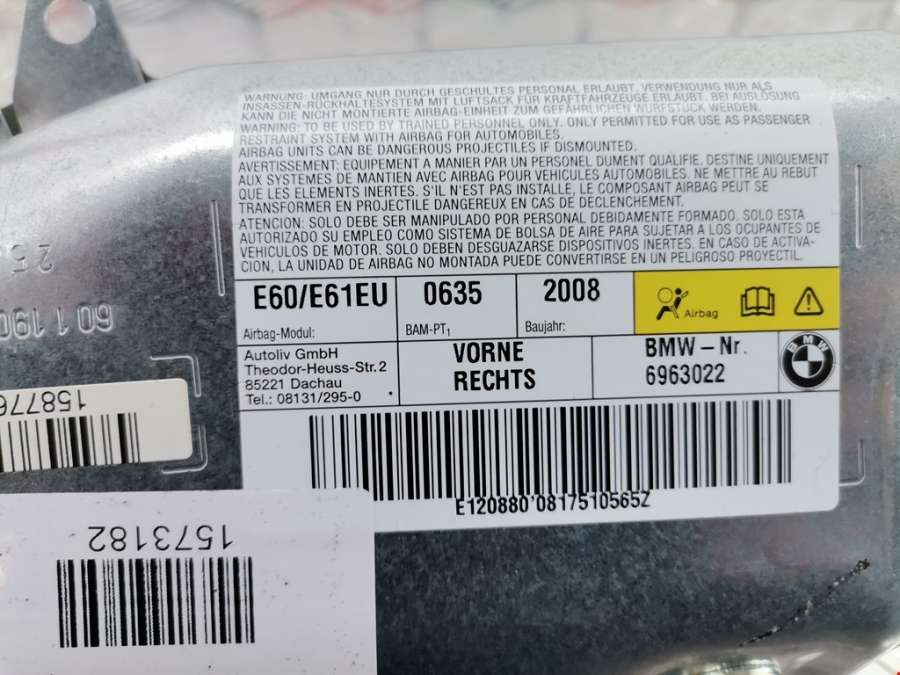 WARNUNG: UMGANG NUR DURCH GESCHULTES PERSONAL ERLAUBT. VERWENDUNG NUR ALS
INSASSEN-RÜCKHALTESYSTEM MIT LUFTSACK FÜR KRAFTFAHRZEUGE ERLAUBT. BEI AUSLÖSUNG
KANN DIE NICHT MONTIERTE AIRBAG-EINHEIT ZUM GEFÄHRLICHEN WURFSTÜCK WERDEN.
WARNING: TO BE USED BY TRAINED PERSONNEL ONLY. ONLY PERMITTED FOR USE AS PASSENGER
RESTRAINT SYSTEM WITH AIRBAG FOR AUTOMOBILES.
AIRBAG UNITS CAN BE DANGEROUS PROJECTILES IF DISMOUNTED.
AVERTISSEMENT: EQUIPEMENT A MANIER PAR UN PERSONNEL DUMENT QUALIFIE, DESTINE UNIQUEMENT
AUX SYSTEMES DE MANTIEN AVEC AIRBAG POUR VEHICULES AUTOMOBILES. NE METTRE AU REBUT
QUE LES ELEMENTS INERTES. S'IL N'EST PAS INSTALLE, LE COMPOSANT AIRBAG PEUT SE
TRANSFORMER EN PROJECTILE DANGEREUX EN CAS DE DECLENCHEMENT.
ATENCION: SOLO DEBE SER MANIPULADO POR PERSONAL DEBIDAMENTE FORMADO. SOLO ESTA
AUTORIZADO SU EMPLEO COMO SISTEMA DE BOLSA DE AIRE PARA SUJETAR A LOS OCUPANTES DE
VEHICULOS DE MOTOR. SOLO DEBEN DESGUAZARSE DISPOSITIVOS INERTES. EN CASO DE ACTIVA-
CION, LA UNIDAD DE AIRBAG NO MONTADA PUEDE CONVERTIRSE EN UN PELIGROSO PROYECTIL.
E60/E61EU
Airbag-Modul:
0635
BAM-PT1
2008
Baujahr:
Airbag
Autoliv GmbH
Theodor-Heuss-Str.2
85221 Dachau
Tel.: 08131/295-0
VORNE
RECHTS
BMW-Nr.
6963022
BMW
E120880'0817510565Z
158776
1573182